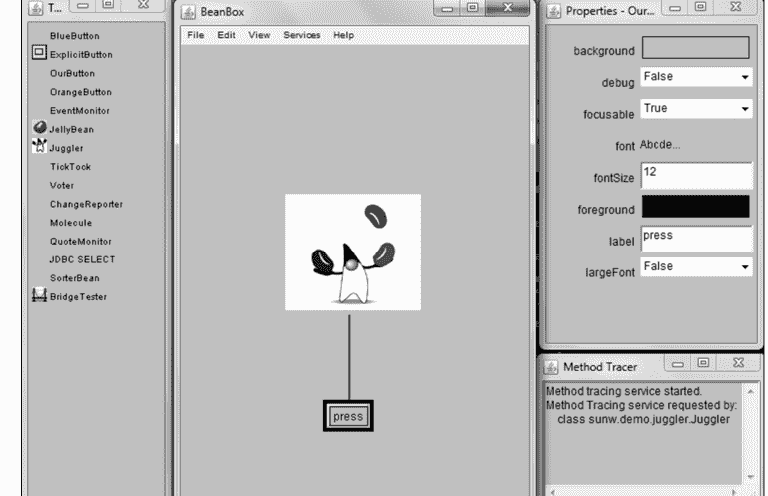 T...
BlueButton
ExplicitButton
OurButton
OrangeButton
EventMonitor
JellyBean
Juggler
TickTock
Voter
ChangeReporter
Molecule
QuoteMonitor
JDBC SELECT
SorterBean
BridgeTester
BeanBox
File Edit View Services Help
press
Properties - Our...
background
debug False
focusable True
font Abcde...
fontSize 12
foreground
label press
largeFont False
Method Tracer
Method tracing service started.
Method Tracing service requested by:
class sunw.demo.juggler.Juggler